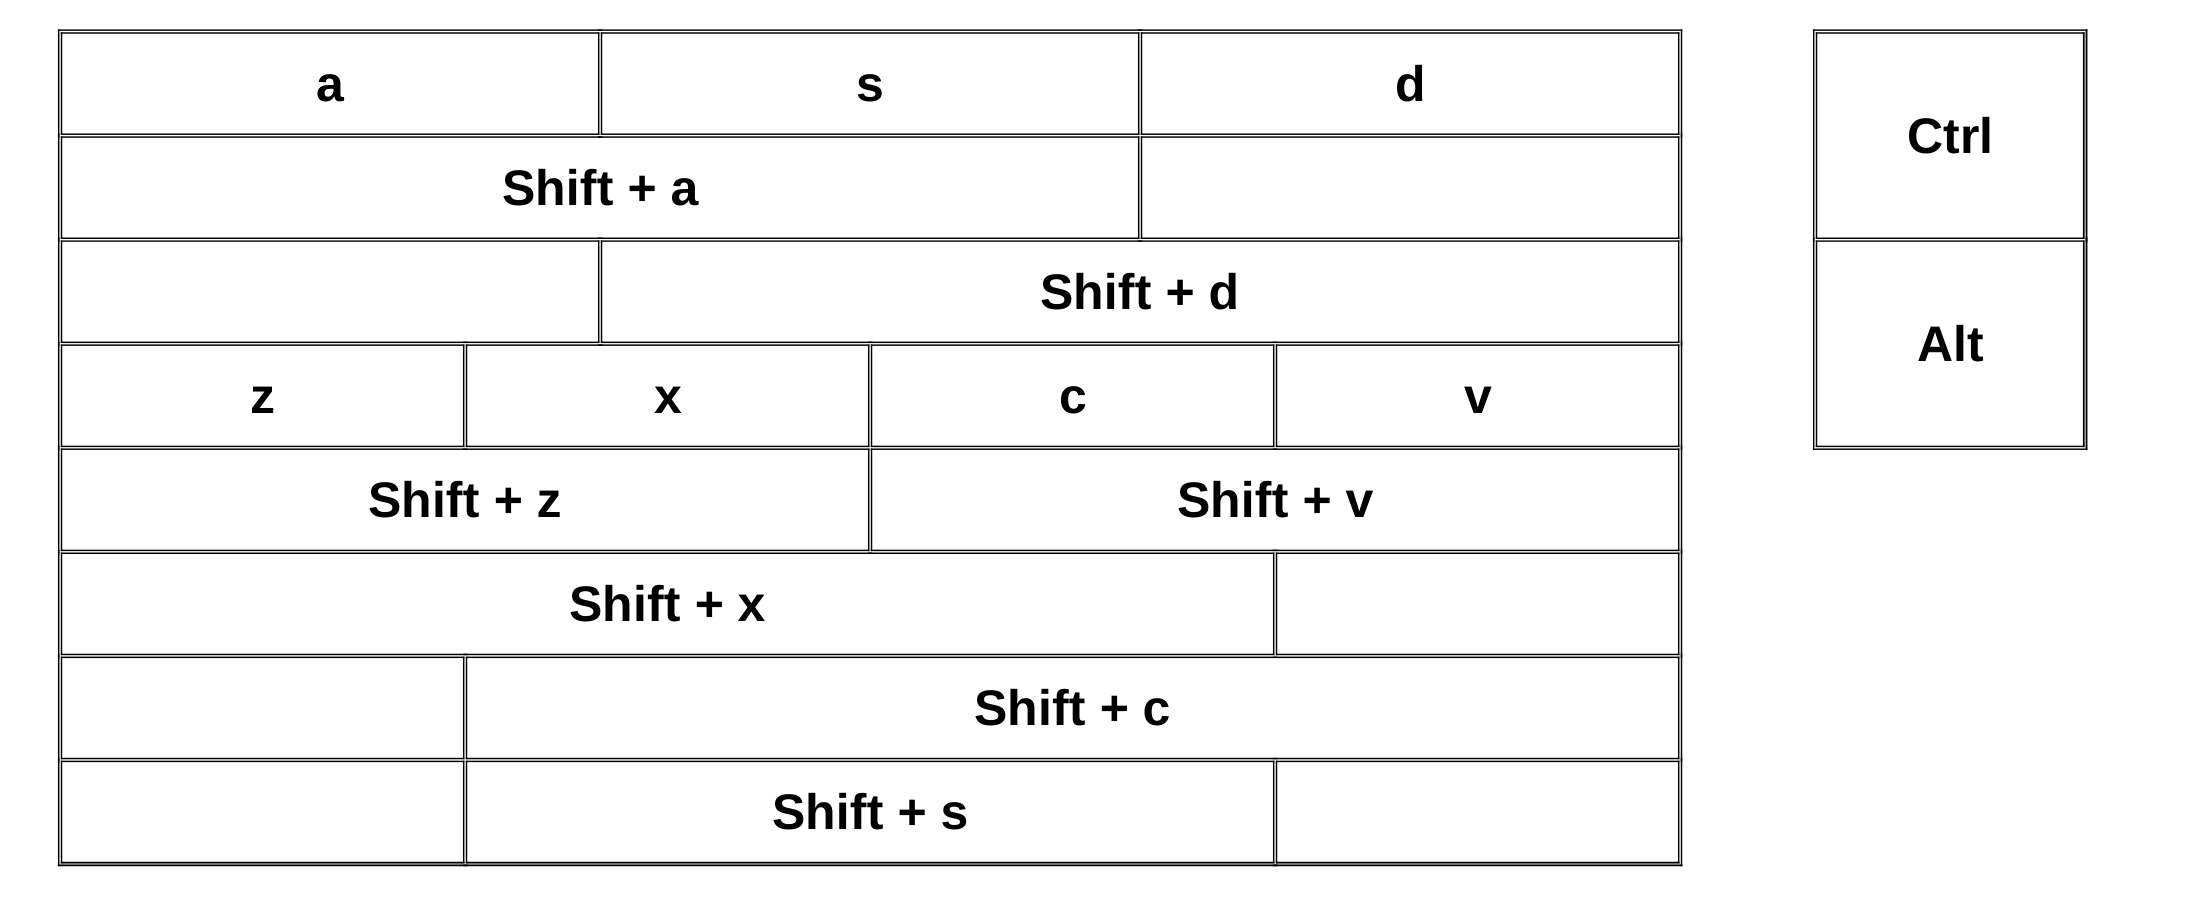 a s d
Ctrl
Shift + a
Shift + d
Alt
z x c v
Shift + z Shift + v
Shift + x
Shift + c
Shift + s